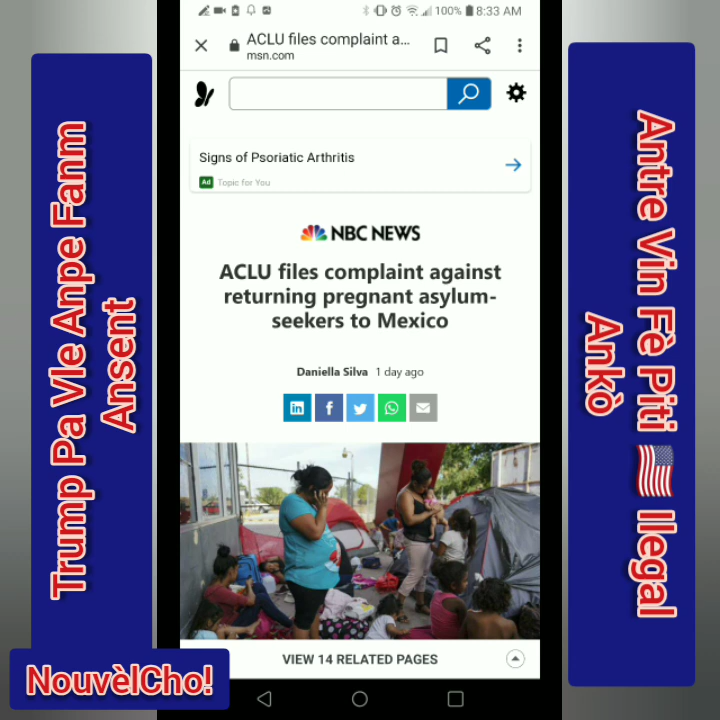 100% 8:33 AM
ACLU files complaint a...
msn.com
Signs of Psoriatic Arthritis
Ad Topic for You
NBC NEWS
ACLU files complaint against
returning pregnant asylum-
seekers to Mexico
Daniella Silva 1 day ago
VIEW 14 RELATED PAGES
Trump Pa Vle Anpe Fanm
Ansent
Antre Vin Fè Piti 🇺🇸 Ilegal
Ankò
NouvèlCho!